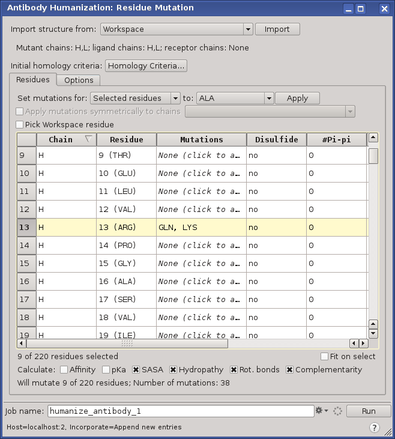 Antibody Humanization: Residue Mutation
Import structure from: Workspace Import
Mutant chains: H,L; ligand chains: H,L; receptor chains: None
Initial homology criteria: Homology Criteria...
Residues Options
Set mutations for: Selected residues to: ALA Apply
Apply mutations symmetrically to chains
Pick Workspace residue
Chain Residue Mutations Disulfide #Pi-pi
9 H 9 (THR) None (click to a... no 0
10 H 10 (GLU) None (click to a... no 0
11 H 11 (LEU) None (click to a... no 0
12 H 12 (VAL) None (click to a... no 0
13 H 13 (ARG) GLN, LYS no 0
14 H 14 (PRO) None (click to a... no 0
15 H 15 (GLY) None (click to a... no 0
16 H 16 (ALA) None (click to a... no 0
17 H 17 (SER) None (click to a... no 0
18 H 18 (VAL) None (click to a... no 0
19 H 19 (ILE) None (click to a... no 0
9 of 220 residues selected Fit on select
Calculate: Affinity pKa SASA Hydropathy Rot. bonds Complementarity
Will mutate 9 of 220 residues; Number of mutations: 38
Job name: humanize_antibody_1 Run
Host=localhost:2, Incorporate=Append new entries ?